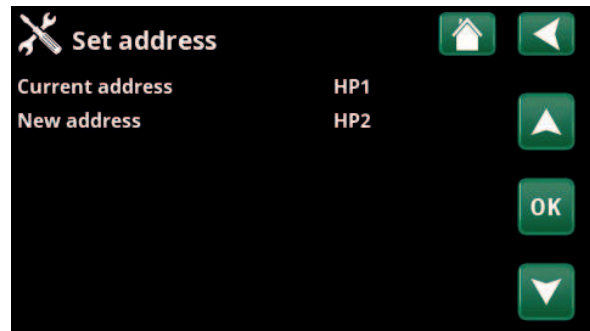 Set address
Current address HP1
New address HP2
OK